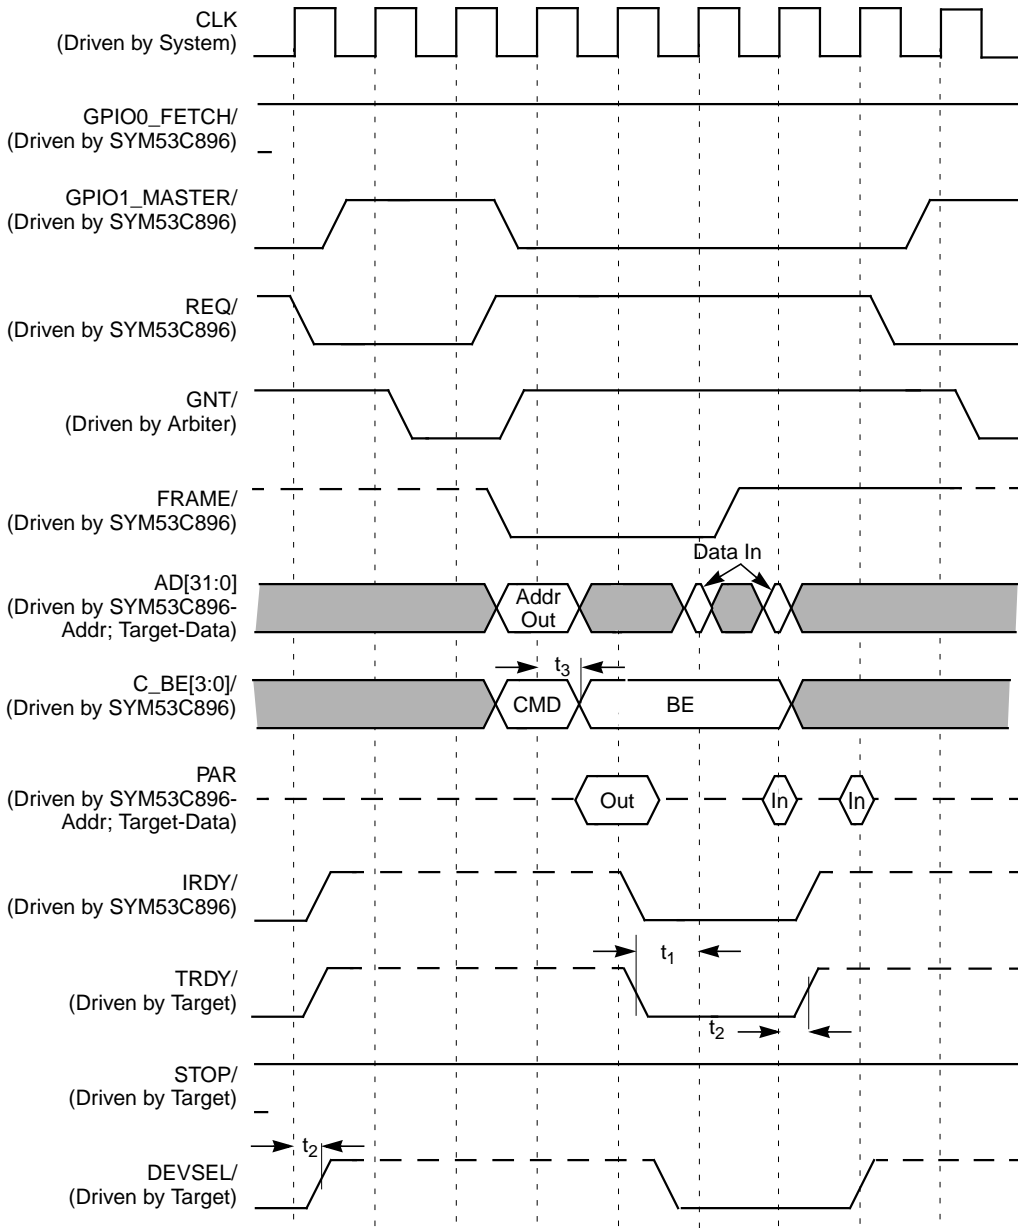 CLK
(Driven by System)
GPIO0_FETCH/
(Driven by SYM53C896)
GPIO1_MASTER/
(Driven by SYM53C896)
REQ/
(Driven by SYM53C896)
GNT/
(Driven by Arbiter)
FRAME/
(Driven by SYM53C896)
Data In
AD[31:0]
(Driven by SYM53C896-
Addr; Target-Data)
Addr
Out
t3
C_BE[3:0]/
(Driven by SYM53C896)
CMD
BE
PAR
(Driven by SYM53C896-
Addr; Target-Data)
Out
In
In
IRDY/
(Driven by SYM53C896)
t1
TRDY/
(Driven by Target)
t2
STOP/
(Driven by Target)
t2
DEVSEL/
(Driven by Target)